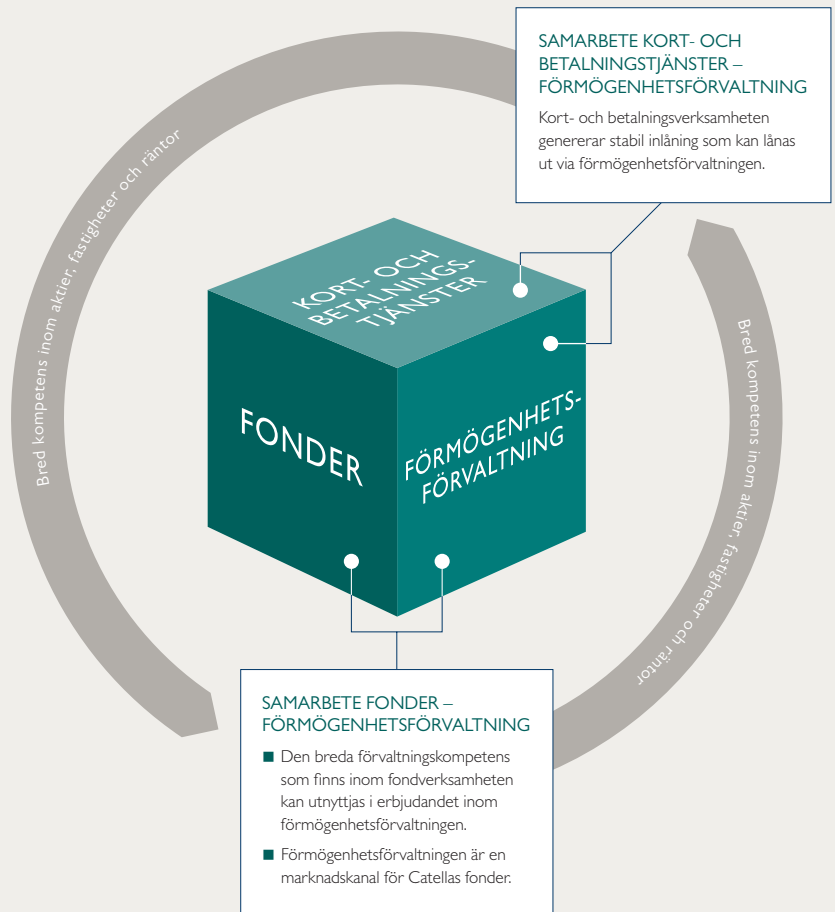 SAMARBETE KORT- OCH
BETALNINGSTJÄNSTER –
FÖRMÖGENHETSFÖRVALTNING
Kort- och betalningsverksamheten
genererar stabil inlåning som kan lånas
ut via förmögenhetsförvaltningen.
Bred kompetens inom aktier, fastigheter och räntor
KORT- OCH
BETALNINGS-
TJÄNSTER
FONDER
FÖRMÖGENHETS-
FÖRVALTNING
Bred kompetens inom aktier, fastigheter och räntor
SAMARBETE FONDER –
FÖRMÖGENHETSFÖRVALTNING
■ Den breda förvaltningskompetens
som finns inom fondverksamheten
kan utnyttjas i erbjudandet inom
förmögenhetsförvaltningen.
■ Förmögenhetsförvaltningen är en
marknadskanal för Catellas fonder.